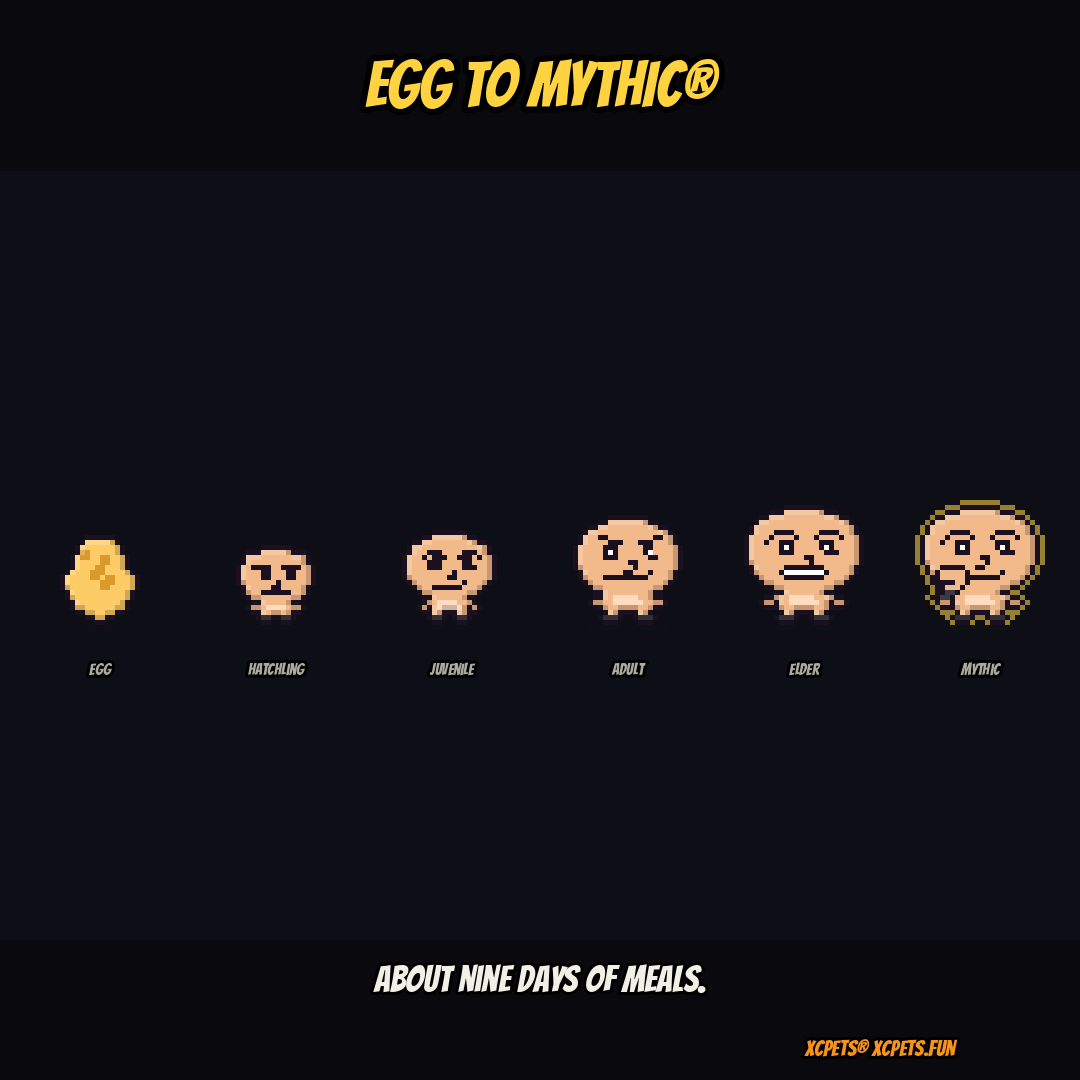 EGG TO MYTHIC®
EGG
HATCHLING
JUVENILE
ADULT
ELDER
MYTHIC
ABOUT NINE DAYS OF MEALS.
XCPETS® XCPETS.FUN